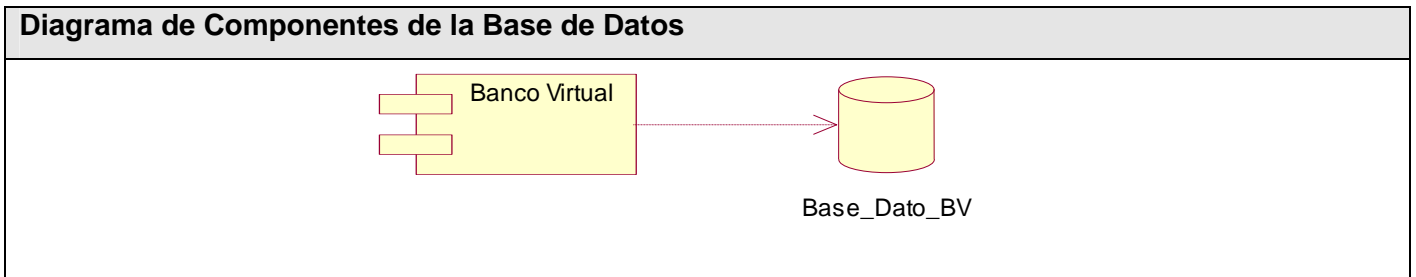 Diagrama de Componentes de la Base de Datos
Banco Virtual
Base_Dato_BV